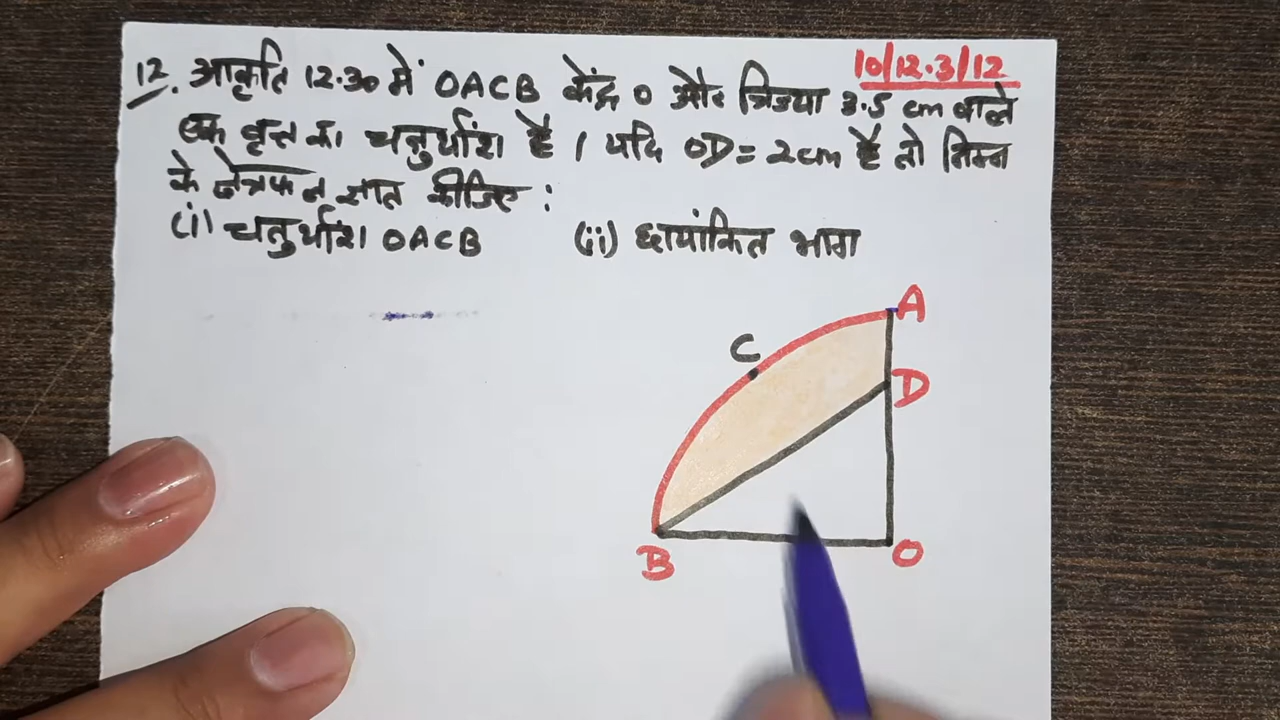 10/12.3/12
12. आकृति 12.30 में OACB केंद्र O और त्रिज्या 3.5 cm वाले
एक वृत्त का चतुर्थांश है । यदि OD = 2cm है तो निम्न
के क्षेत्रफल ज्ञात कीजिए :
(i) चतुर्थांश OACB (ii) छायांकित भाग
A
C
D
B
O